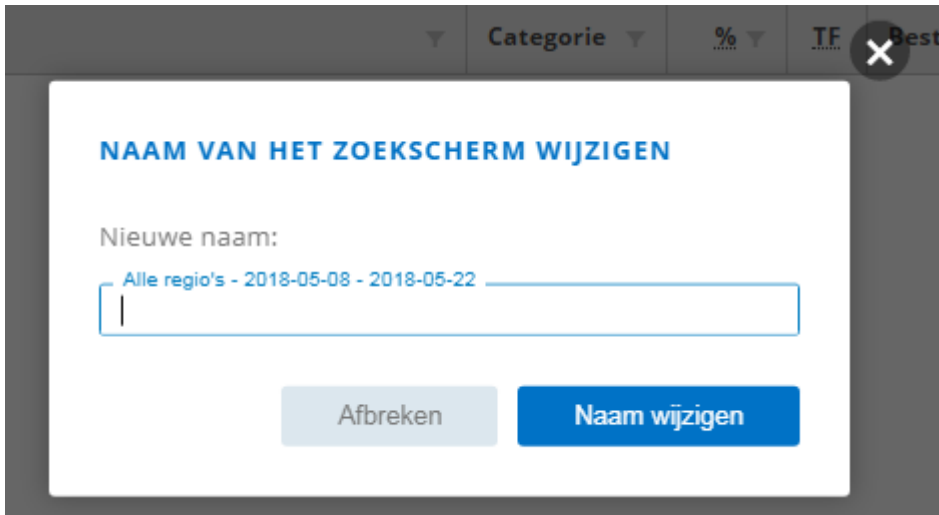 Categorie % TF Best
NAAM VAN HET ZOEKSCHERM WIJZIGEN
Nieuwe naam:
Alle regio's - 2018-05-08 - 2018-05-22
Afbreken Naam wijzigen